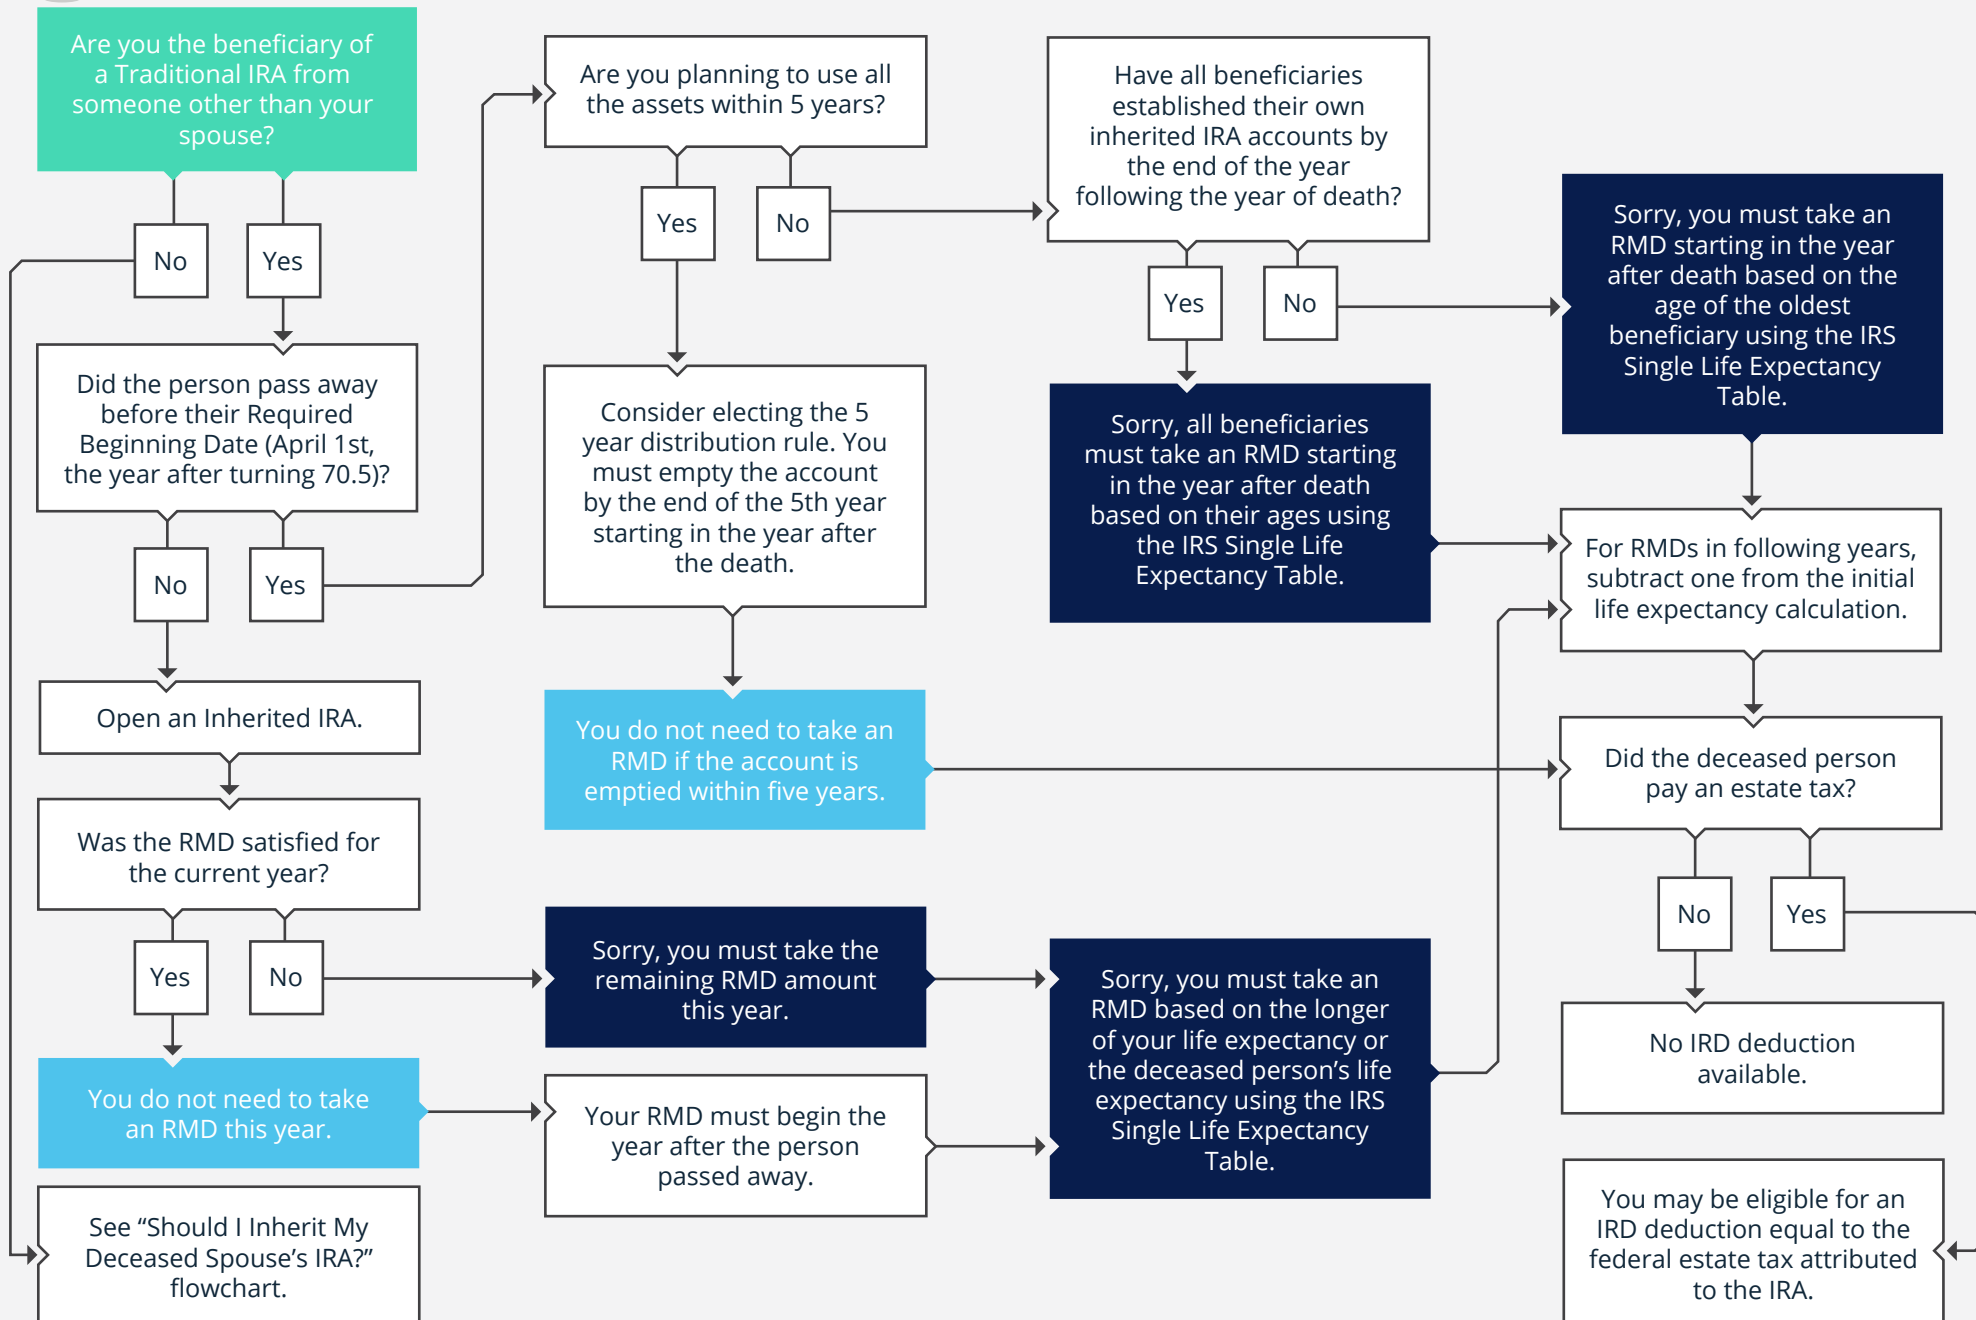 Are you the beneficiary of
a Traditional IRA from
someone other than your
spouse?
No
Yes
Did the person pass away
before their Required
Beginning Date (April 1st,
the year after turning 70.5)?
No
Yes
Open an Inherited IRA.
Was the RMD satisfied for
the current year?
Yes
No
You do not need to take
an RMD this year.
See “Should I Inherit My
Deceased Spouse’s IRA?”
flowchart.
Are you planning to use all
the assets within 5 years?
Yes
No
Consider electing the 5
year distribution rule. You
must empty the account
by the end of the 5th year
starting in the year after
the death.
You do not need to take an
RMD if the account is
emptied within five years.
Sorry, you must take the
remaining RMD amount
this year.
Your RMD must begin the
year after the person
passed away.
Have all beneficiaries
established their own
inherited IRA accounts by
the end of the year
following the year of death?
Yes
No
Sorry, all beneficiaries
must take an RMD starting
in the year after death
based on their ages using
the IRS Single Life
Expectancy Table.
Sorry, you must take an
RMD based on the longer
of your life expectancy or
the deceased person’s life
expectancy using the IRS
Single Life Expectancy
Table.
Sorry, you must take an
RMD starting in the year
after death based on the
age of the oldest
beneficiary using the IRS
Single Life Expectancy
Table.
For RMDs in following years,
subtract one from the initial
life expectancy calculation.
Did the deceased person
pay an estate tax?
No
Yes
No IRD deduction
available.
You may be eligible for an
IRD deduction equal to the
federal estate tax attributed
to the IRA.